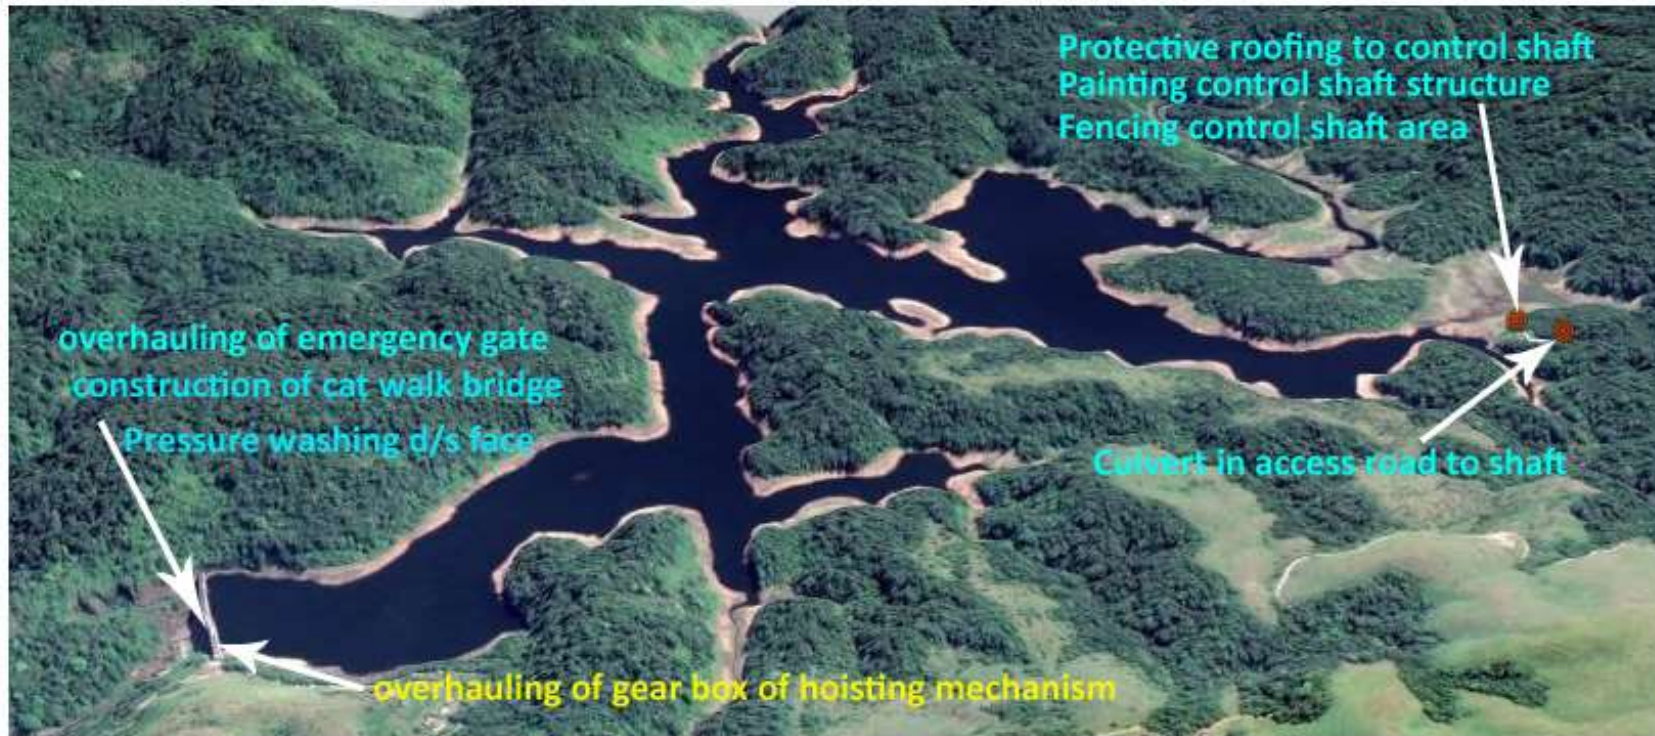 Protective roofing to control shaft
Painting control shaft structure
Fencing control shaft area
overhauling of emergency gate
construction of cat walk bridge
Pressure washing d/s face
Culvert in access road to shaft
overhauling of gear box of hoisting mechanism